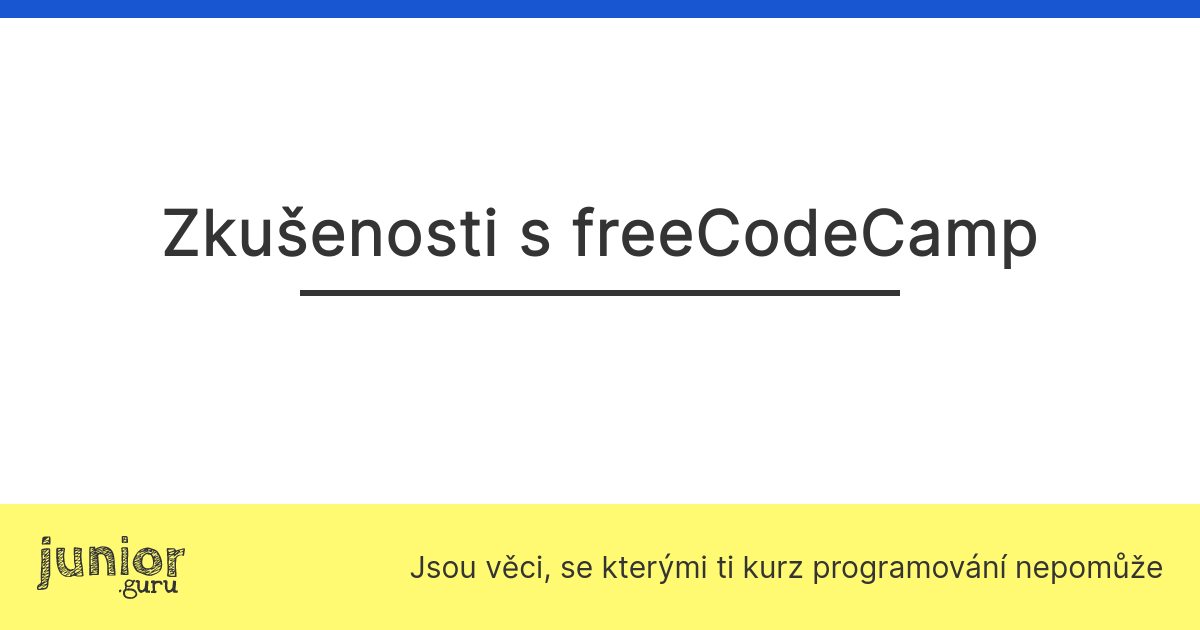 Zkušenosti s freeCodeCamp
junior
.guru
Jsou věci, se kterými ti kurz programování nepomůže